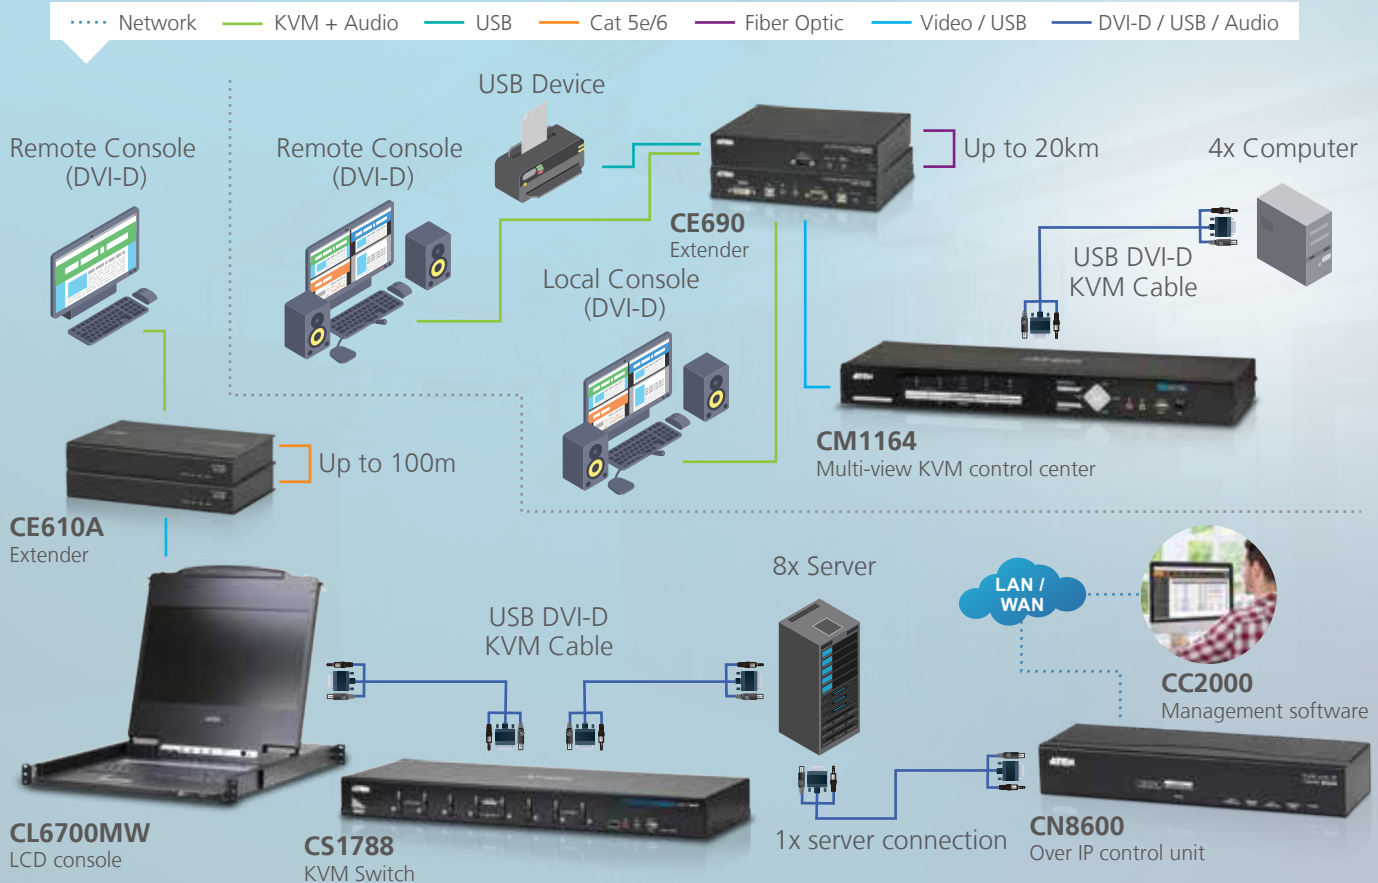 Network KVM + Audio USB Cat 5e/6 Fiber Optic Video / USB DVI-D / USB / Audio
USB Device
Remote Console
(DVI-D)
Remote Console
(DVI-D)
Up to 20km
4x Computer
CE690
Extender
USB DVI-D
KVM Cable
Local Console
(DVI-D)
CM1164
Multi-view KVM control center
Up to 100m
CE610A
Extender
8x Server
LAN /
WAN
USB DVI-D
KVM Cable
CC2000
Management software
CL6700MW
LCD console
CS1788
KVM Switch
1x server connection
CN8600
Over IP control unit
ATEN